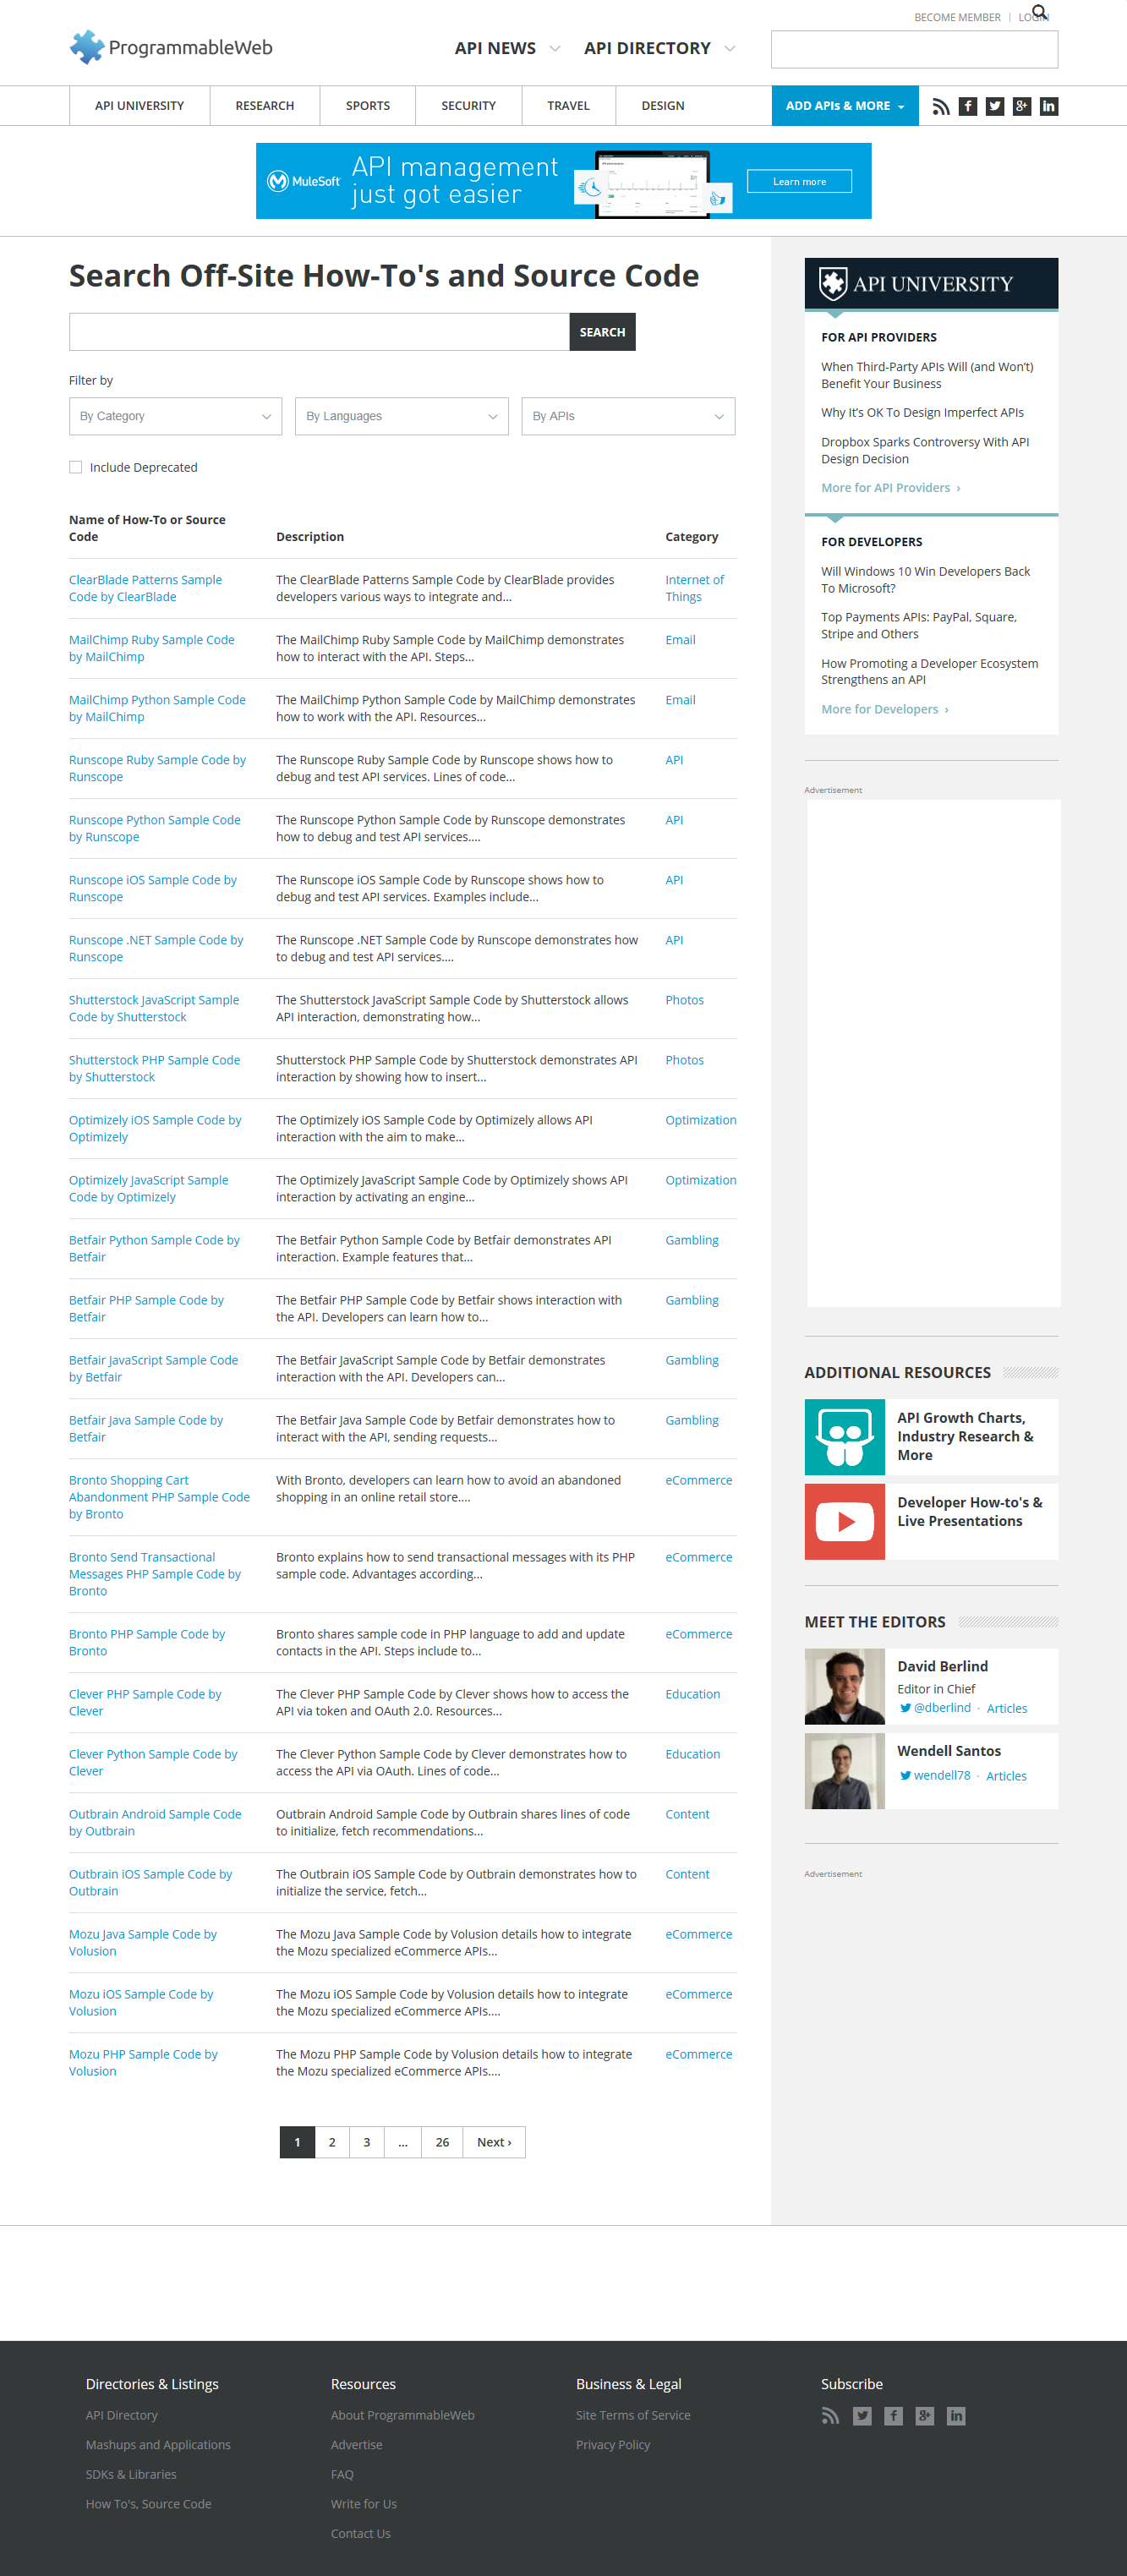 BECOME MEMBER | LOGIN
ProgrammableWeb
API NEWS
API DIRECTORY
API UNIVERSITY
RESEARCH
SPORTS
SECURITY
TRAVEL
DESIGN
ADD APIs & MORE
MuleSoft
API management
just got easier
Learn more
Search Off-Site How-To's and Source Code
SEARCH
Filter by
By Category
By Languages
By APIs
Include Deprecated
Name of How-To or Source
Code
Description
Category
ClearBlade Patterns Sample
Code by ClearBlade
The ClearBlade Patterns Sample Code by ClearBlade provides
developers various ways to integrate and...
Internet of
Things
MailChimp Ruby Sample Code
by MailChimp
The MailChimp Ruby Sample Code by MailChimp demonstrates
how to interact with the API. Steps...
Email
MailChimp Python Sample Code
by MailChimp
The MailChimp Python Sample Code by MailChimp demonstrates
how to work with the API. Resources...
Email
Runscope Ruby Sample Code by
Runscope
The Runscope Ruby Sample Code by Runscope shows how to
debug and test API services. Lines of code...
API
Runscope Python Sample Code
by Runscope
The Runscope Python Sample Code by Runscope demonstrates
how to debug and test API services....
API
Runscope iOS Sample Code by
Runscope
The Runscope iOS Sample Code by Runscope shows how to
debug and test API services. Examples include...
API
Runscope .NET Sample Code by
Runscope
The Runscope .NET Sample Code by Runscope demonstrates how
to debug and test API services....
API
Shutterstock JavaScript Sample
Code by Shutterstock
The Shutterstock JavaScript Sample Code by Shutterstock allows
API interaction, demonstrating how...
Photos
Shutterstock PHP Sample Code
by Shutterstock
Shutterstock PHP Sample Code by Shutterstock demonstrates API
interaction by showing how to insert...
Photos
Optimizely iOS Sample Code by
Optimizely
The Optimizely iOS Sample Code by Optimizely allows API
interaction with the aim to make...
Optimization
Optimizely JavaScript Sample
Code by Optimizely
The Optimizely JavaScript Sample Code by Optimizely shows API
interaction by activating an engine...
Optimization
Betfair Python Sample Code by
Betfair
The Betfair Python Sample Code by Betfair demonstrates API
interaction. Example features that...
Gambling
Betfair PHP Sample Code by
Betfair
The Betfair PHP Sample Code by Betfair shows interaction with
the API. Developers can learn how to...
Gambling
Betfair JavaScript Sample Code
by Betfair
The Betfair JavaScript Sample Code by Betfair demonstrates
interaction with the API. Developers can...
Gambling
Betfair Java Sample Code by
Betfair
The Betfair Java Sample Code by Betfair demonstrates how to
interact with the API, sending requests...
Gambling
Bronto Shopping Cart
Abandonment PHP Sample Code
by Bronto
With Bronto, developers can learn how to avoid an abandoned
shopping in an online retail store....
eCommerce
Bronto Send Transactional
Messages PHP Sample Code by
Bronto
Bronto explains how to send transactional messages with its PHP
sample code. Advantages according...
eCommerce
Bronto PHP Sample Code by
Bronto
Bronto shares sample code in PHP language to add and update
contacts in the API. Steps include to...
eCommerce
Clever PHP Sample Code by
Clever
The Clever PHP Sample Code by Clever shows how to access the
API via token and OAuth 2.0. Resources...
Education
Clever Python Sample Code by
Clever
The Clever Python Sample Code by Clever demonstrates how to
access the API via OAuth. Lines of code...
Education
Outbrain Android Sample Code
by Outbrain
Outbrain Android Sample Code by Outbrain shares lines of code
to initialize, fetch recommendations...
Content
Outbrain iOS Sample Code by
Outbrain
The Outbrain iOS Sample Code by Outbrain demonstrates how to
initialize the service, fetch...
Content
Mozu Java Sample Code by
Volusion
The Mozu Java Sample Code by Volusion details how to integrate
the Mozu specialized eCommerce APIs...
eCommerce
Mozu iOS Sample Code by
Volusion
The Mozu iOS Sample Code by Volusion details how to integrate
the Mozu specialized eCommerce APIs....
eCommerce
Mozu PHP Sample Code by
Volusion
The Mozu PHP Sample Code by Volusion details how to integrate
the Mozu specialized eCommerce APIs....
eCommerce
1 2 3 ... 26 Next ›
API UNIVERSITY
FOR API PROVIDERS
When Third-Party APIs Will (and Won't)
Benefit Your Business
Why It's OK To Design Imperfect APIs
Dropbox Sparks Controversy With API
Design Decision
More for API Providers ›
FOR DEVELOPERS
Will Windows 10 Win Developers Back
To Microsoft?
Top Payments APIs: PayPal, Square,
Stripe and Others
How Promoting a Developer Ecosystem
Strengthens an API
More for Developers ›
Advertisement
ADDITIONAL RESOURCES
API Growth Charts,
Industry Research &
More
Developer How-to's &
Live Presentations
MEET THE EDITORS
David Berlind
Editor in Chief
@dberlind · Articles
Wendell Santos
wendell78 · Articles
Advertisement
Directories & Listings
API Directory
Mashups and Applications
SDKs & Libraries
How To's, Source Code
Resources
About ProgrammableWeb
Advertise
FAQ
Write for Us
Contact Us
Business & Legal
Site Terms of Service
Privacy Policy
Subscribe